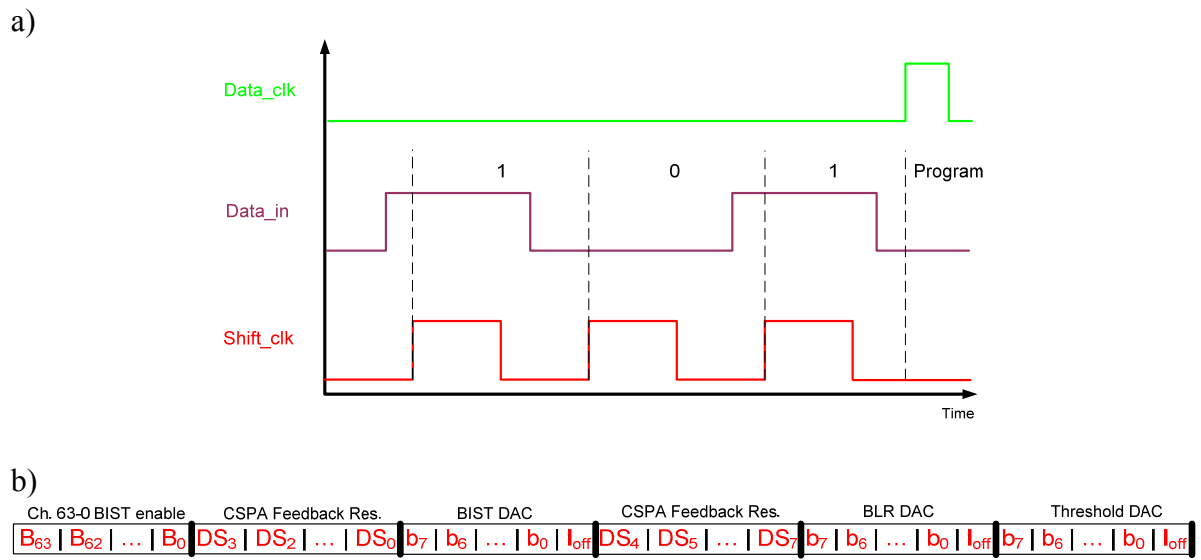 a)
Data_clk
1 0 1 Program
Data_in
Shift_clk
Time
b)
Ch. 63-0 BIST enable CSPA Feedback Res. BIST DAC CSPA Feedback Res. BLR DAC Threshold DAC
B63 | B62 | ... | B0 | DS3 | DS2 | ... | DS0 | b7 | b6 | ... | b0 | Ioff | DS4 | DS5 | ... | DS7 | b7 | b6 | ... | b0 | Ioff | b7 | b6 | ... | b0 | Ioff